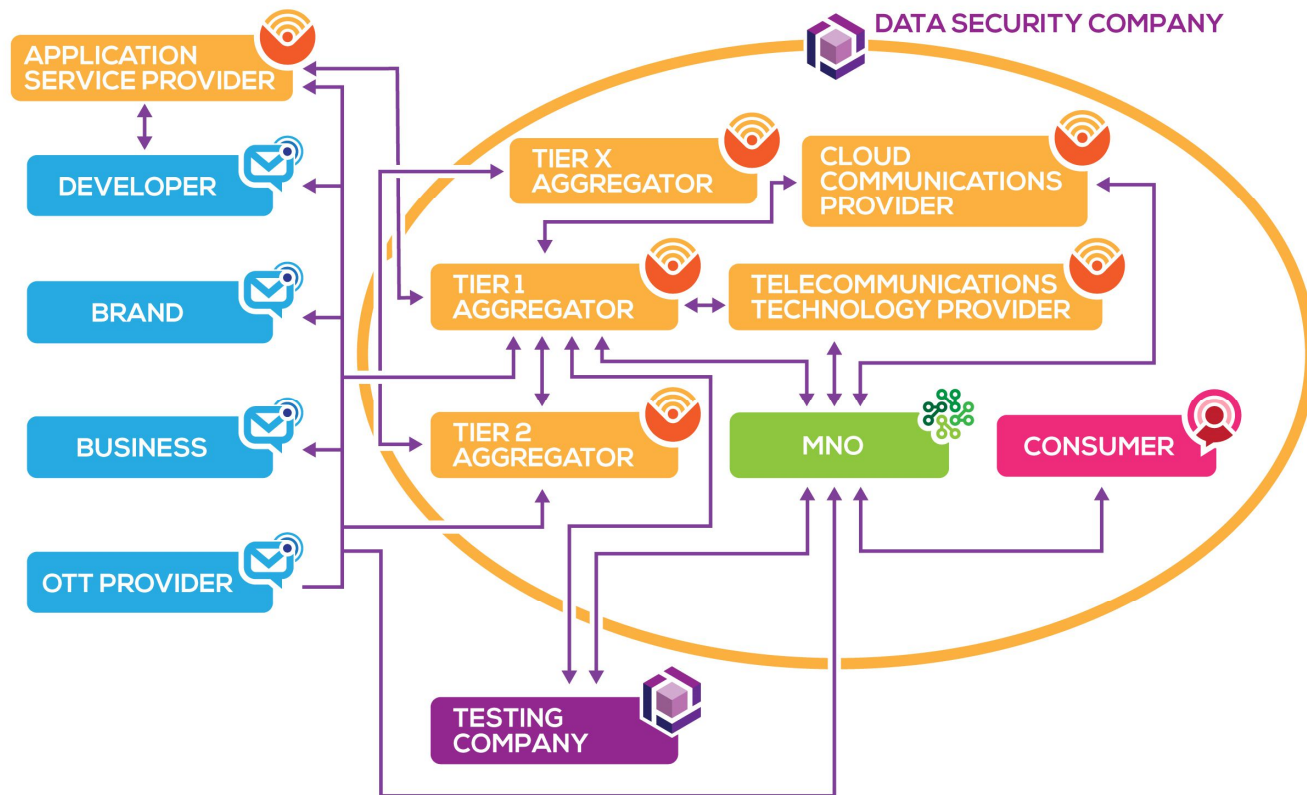 DATA SECURITY COMPANY
APPLICATION
SERVICE PROVIDER
DEVELOPER
BRAND
BUSINESS
OTT PROVIDER
TIER X
AGGREGATOR
CLOUD
COMMUNICATIONS
PROVIDER
TIER 1
AGGREGATOR
TELECOMMUNICATIONS
TECHNOLOGY PROVIDER
TIER 2
AGGREGATOR
MNO
CONSUMER
TESTING
COMPANY